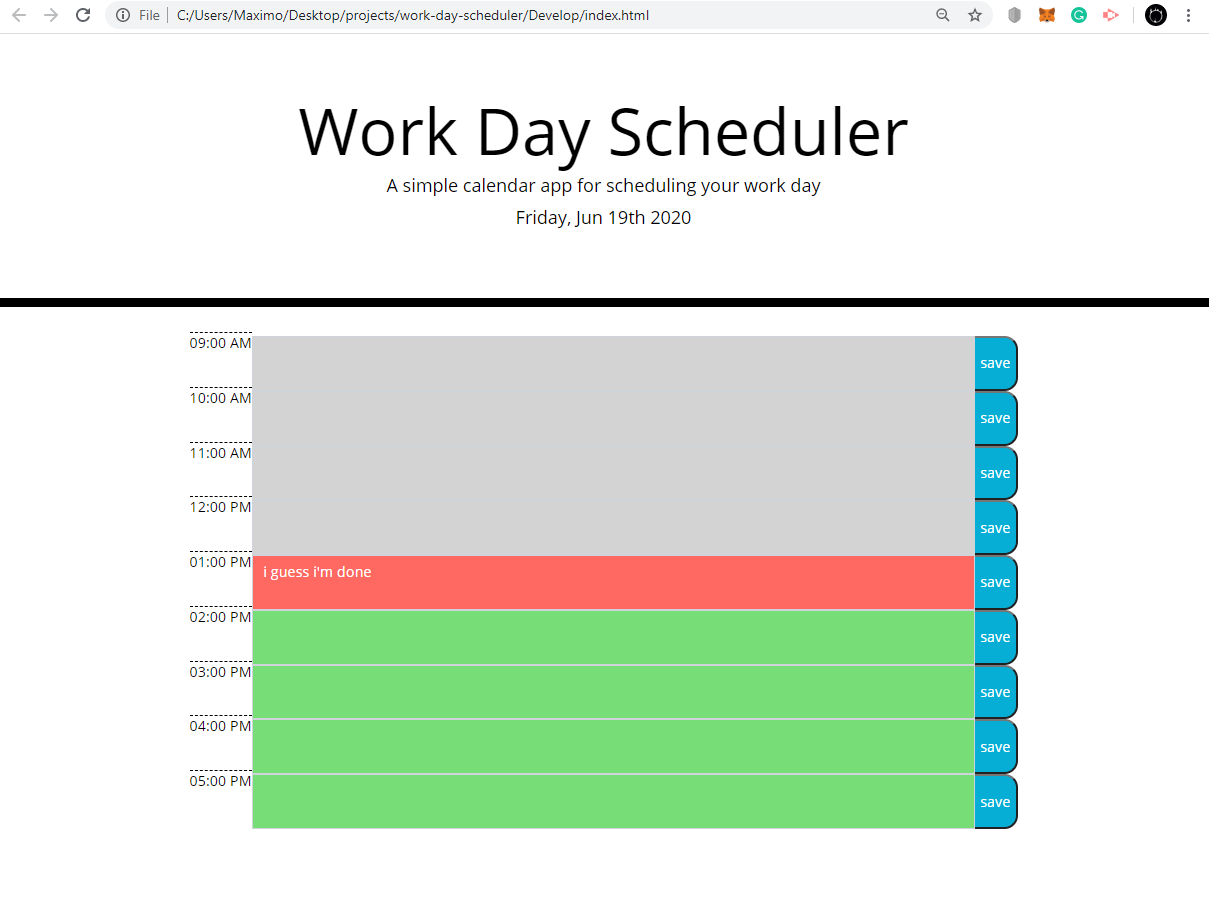 File C:/Users/Maximo/Desktop/projects/work-day-scheduler/Develop/index.html
Work Day Scheduler
A simple calendar app for scheduling your work day
Friday, Jun 19th 2020
09:00 AM save
10:00 AM save
11:00 AM save
12:00 PM save
01:00 PM i guess i'm done save
02:00 PM save
03:00 PM save
04:00 PM save
05:00 PM save